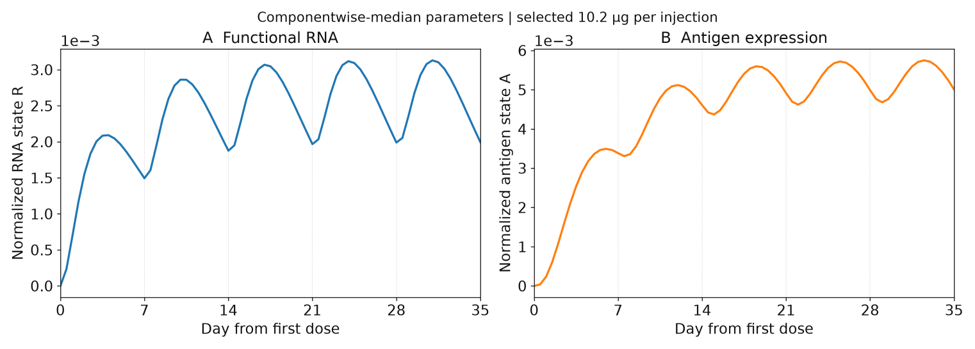 Componentwise-median parameters | selected 10.2 μg per injection
A Functional RNA
1e−3
3.0
2.5
2.0
1.5
1.0
0.5
0.0
Normalized RNA state R
0 7 14 21 28 35
Day from first dose
B Antigen expression
1e−3
6
5
4
3
2
1
0
Normalized antigen state A
0 7 14 21 28 35
Day from first dose